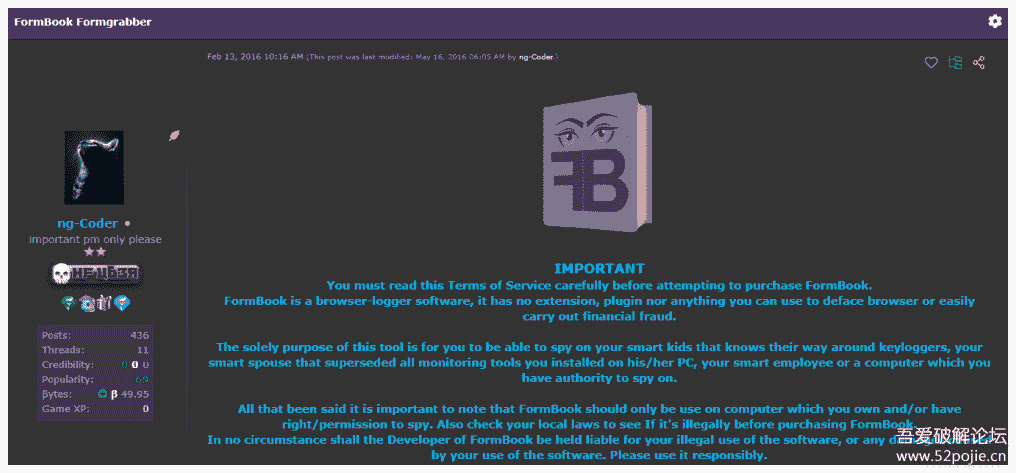 FormBook Formgrabber
Feb 13, 2016 10:16 AM (This post was last modified: May 16, 2016 06:05 AM by ng-Coder.)
FB
ng-Coder
important pm only please
Posts: 436
Threads: 11
Credibility: 0 0 0
Popularity: 69
Bytes: β 49.95
Game XP: 0
IMPORTANT
You must read this Terms of Service carefully before attempting to purchase FormBook.
FormBook is a browser-logger software, it has no extension, plugin nor anything you can use to deface browser or easily
carry out financial fraud.
The solely purpose of this tool is for you to be able to spy on your smart kids that knows their way around keyloggers, your
smart spouse that superseded all monitoring tools you installed on his/her PC, your smart employee or a computer which you
have authority to spy on.
All that been said it is important to note that FormBook should only be use on computer which you own and/or have
right/permission to spy. Also check your local laws to see If it's illegally before purchasing FormBook.
In no circumstance shall the Developer of FormBook be held liable for your illegal use of the software, or any
by your use of the software. Please use it responsibly.
吾爱破解论坛
www.52pojie.cn